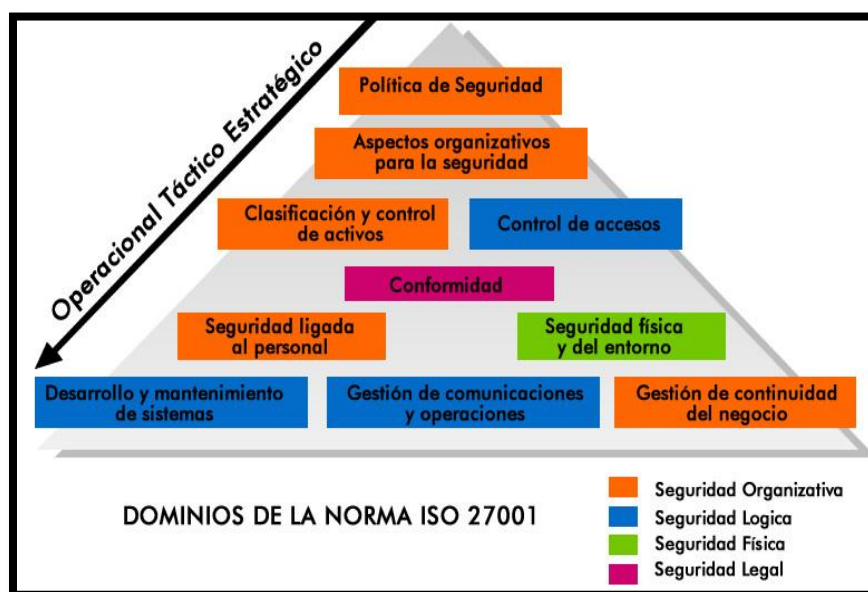 Operacional Táctico Estratégico
Política de Seguridad
Aspectos organizativos
para la seguridad
Clasificación y control
de activos
Control de accesos
Conformidad
Seguridad ligada
al personal
Seguridad física
y del entorno
Desarrollo y mantenimiento
de sistemas
Gestión de comunicaciones
y operaciones
Gestión de continuidad
del negocio
DOMINIOS DE LA NORMA ISO 27001
Seguridad Organizativa
Seguridad Logica
Seguridad Física
Seguridad Legal